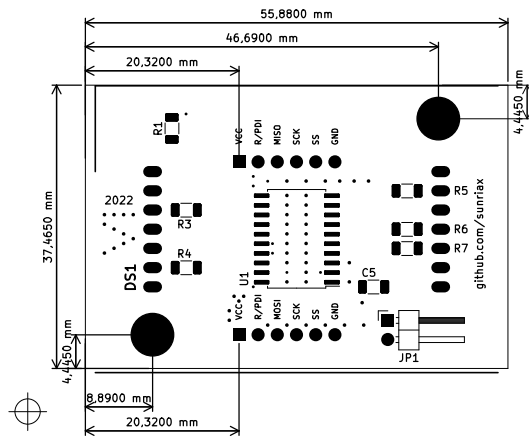 55,8800 mm
46,6900 mm
20,3200 mm
4,4450 mm
37,4650 mm
R1
VCC
R/PDI
MISO
SCK
SS
GND
2022
R3
R4
DS1
U1
R5
R6
R7
github.com/sunriax
C5
VCC
R/PDI
MOSI
SCK
SS
GND
JP1
4,4450 mm
8,8900 mm
20,3200 mm